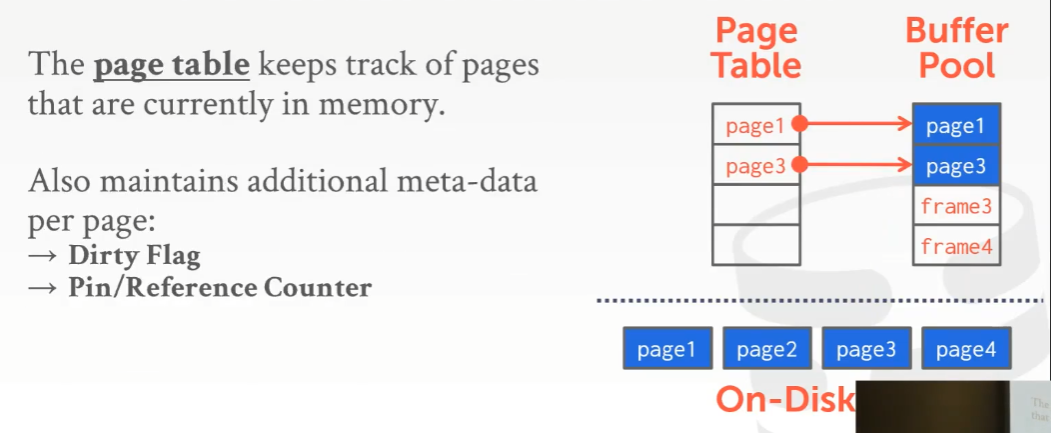 The page table keeps track of pages
that are currently in memory.
Also maintains additional meta-data
per page:
→ Dirty Flag
→ Pin/Reference Counter
Page
Table
page1
page3
Buffer
Pool
page1
page3
frame3
frame4
page1 page2 page3 page4
On-Disk
The
that